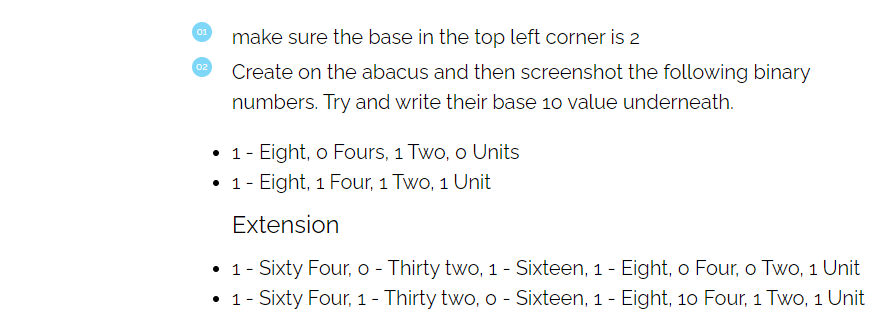 01 make sure the base in the top left corner is 2
02 Create on the abacus and then screenshot the following binary
numbers. Try and write their base 10 value underneath.
• 1 - Eight, 0 Fours, 1 Two, 0 Units
• 1 - Eight, 1 Four, 1 Two, 1 Unit
Extension
• 1 - Sixty Four, 0 - Thirty two, 1 - Sixteen, 1 - Eight, 0 Four, 0 Two, 1 Unit
• 1 - Sixty Four, 1 - Thirty two, 0 - Sixteen, 1 - Eight, 10 Four, 1 Two, 1 Unit